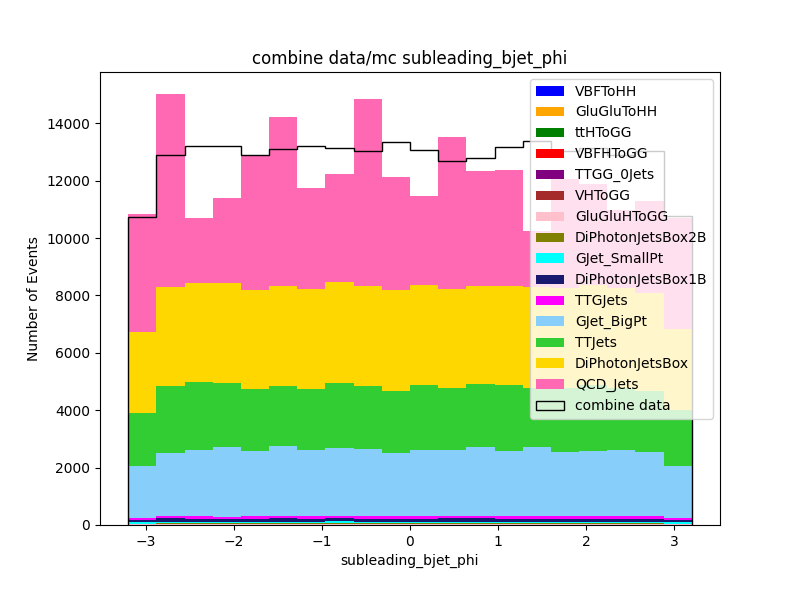 combine data/mc subleading_bjet_phi
Number of Events
14000
12000
10000
8000
6000
4000
2000
0
−3
−2
−1
0
1
2
3
subleading_bjet_phi
VBFToHH
GluGluToHH
ttHToGG
VBFHToGG
TTGG_0Jets
VHToGG
GluGluHToGG
DiPhotonJetsBox2B
GJet_SmallPt
DiPhotonJetsBox1B
TTGJets
GJet_BigPt
TTJets
DiPhotonJetsBox
QCD_Jets
combine data